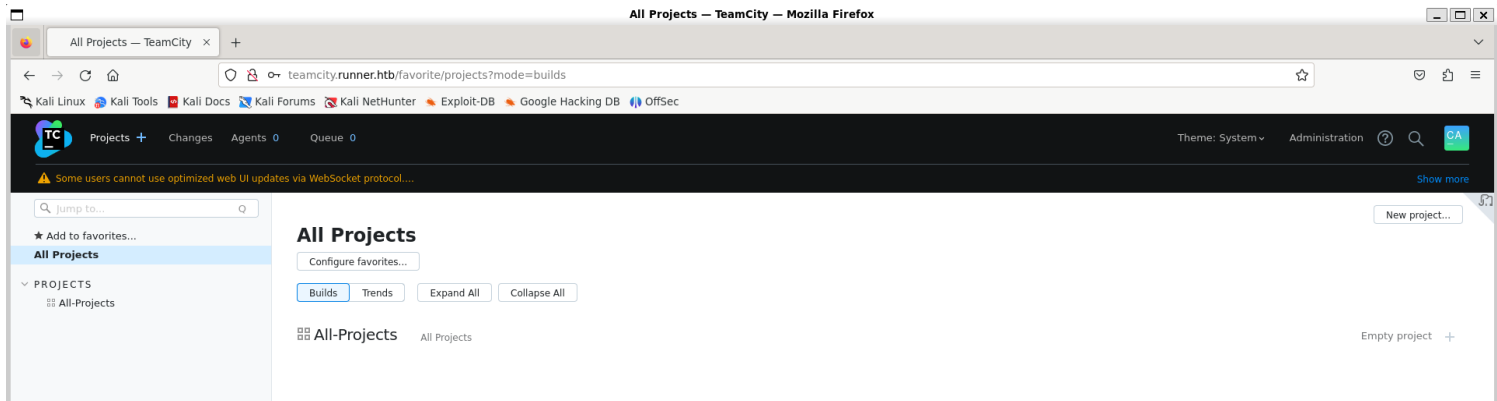 All Projects — TeamCity — Mozilla Firefox
All Projects — TeamCity
teamcity.runner.htb/favorite/projects?mode=builds
Kali Linux Kali Tools Kali Docs Kali Forums Kali NetHunter Exploit-DB Google Hacking DB OffSec
TC Projects Changes Agents 0 Queue 0 Theme: System Administration CA
Some users cannot use optimized web UI updates via WebSocket protocol.... Show more
Jump to... Q
New project...
Add to favorites...
All Projects
All Projects
Configure favorites...
PROJECTS
All-Projects
Builds Trends Expand All Collapse All
All-Projects All Projects Empty project